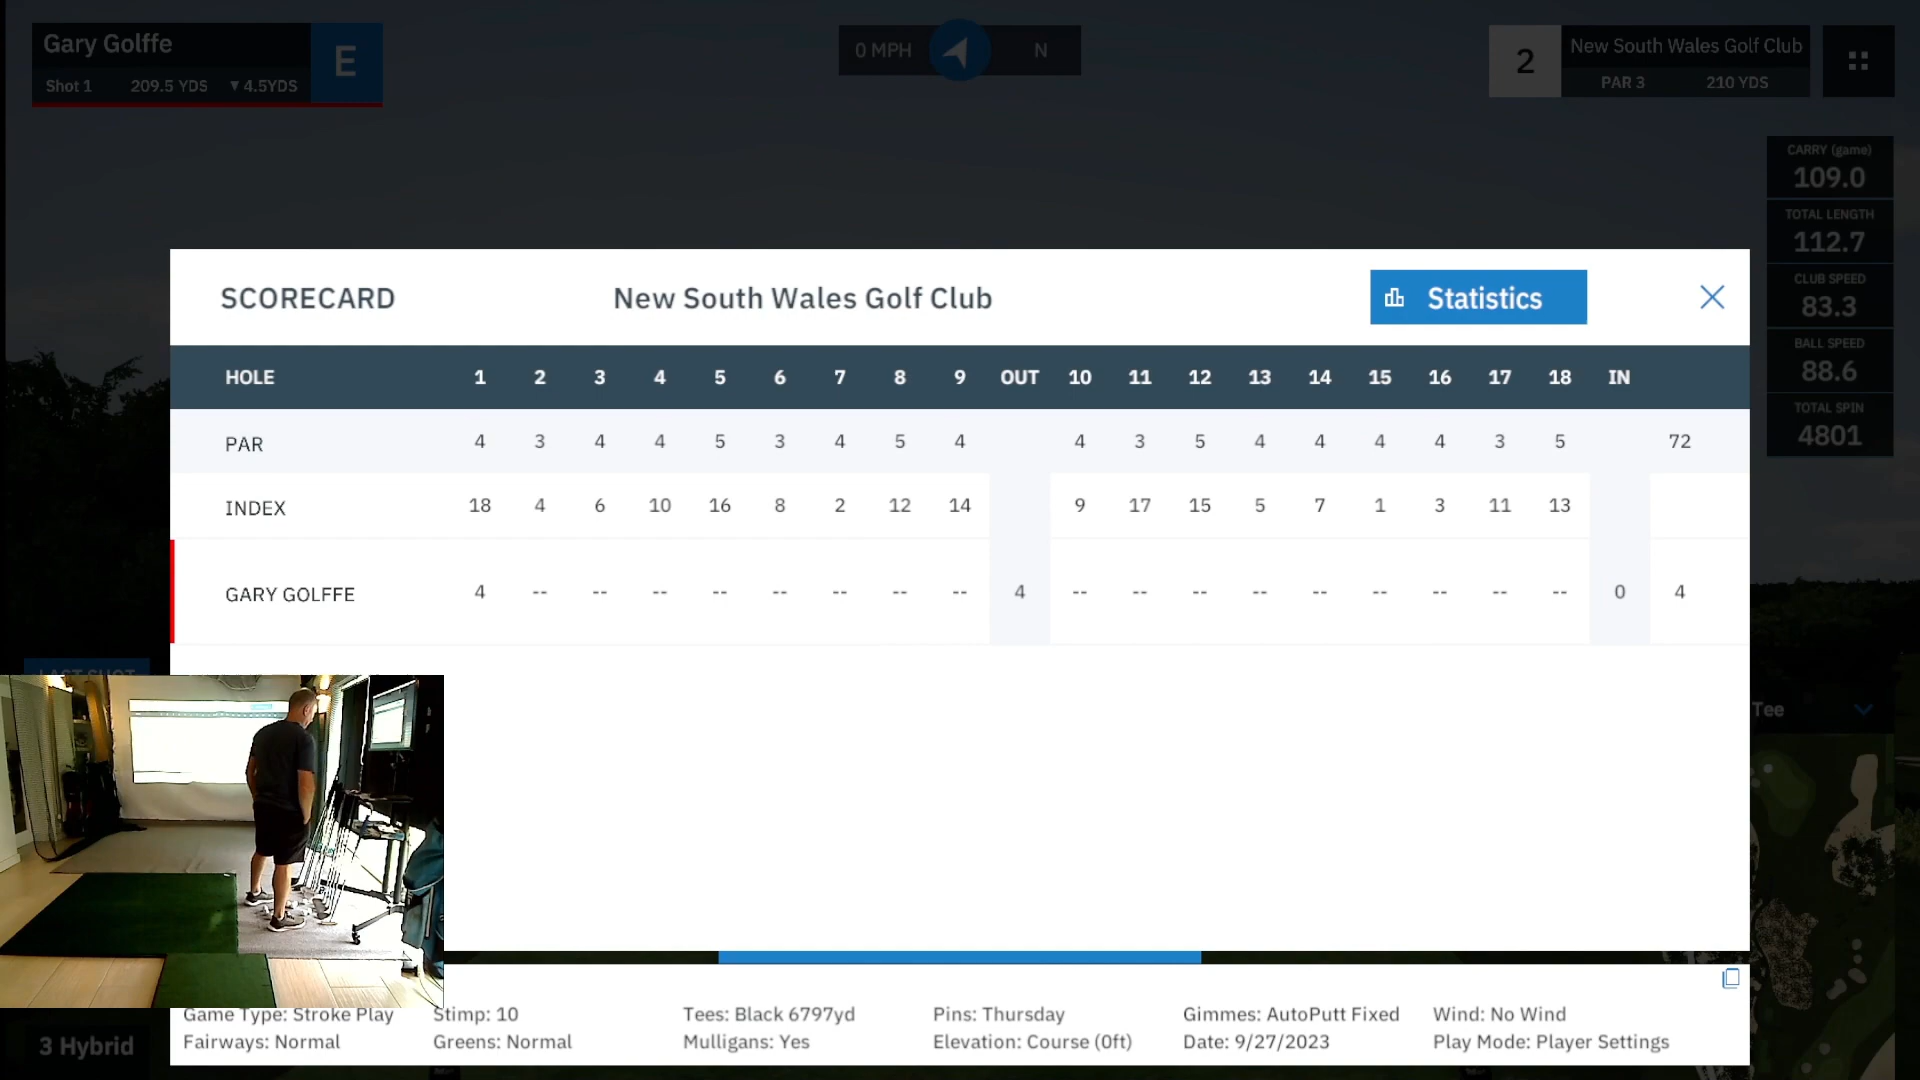 Gary Golffe
E
Shot 1 209.5 YDS ▼4.5YDS
0 MPH N
2
New South Wales Golf Club
PAR 3 210 YDS
CARRY (game)
109.0
TOTAL LENGTH
112.7
CLUB SPEED
83.3
BALL SPEED
88.6
TOTAL SPIN
4801
SCORECARD New South Wales Golf Club Statistics
HOLE 1 2 3 4 5 6 7 8 9 OUT 10 11 12 13 14 15 16 17 18 IN
PAR 4 3 4 4 5 3 4 5 4 4 3 5 4 4 4 4 3 5 72
INDEX 18 4 6 10 16 8 2 12 14 9 17 15 5 7 1 3 11 13
GARY GOLFFE 4 -- -- -- -- -- -- -- -- 4 -- -- -- -- -- -- -- -- -- 0 4
LAST SHOT
Tee
Game Type: Stroke Play Stimp: 10 Tees: Black 6797yd Pins: Thursday Gimmes: AutoPutt Fixed Wind: No Wind
Fairways: Normal Greens: Normal Mulligans: Yes Elevation: Course (0ft) Date: 9/27/2023 Play Mode: Player Settings
3 Hybrid